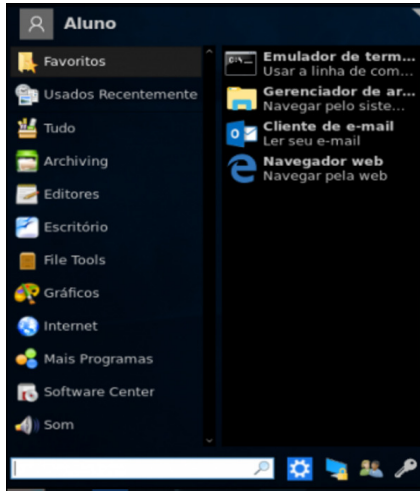 Aluno
Favoritos
Usados Recentemente
Tudo
Archiving
Editores
Escritório
File Tools
Gráficos
Internet
Mais Programas
Software Center
Som
Emulador de term...
Usar a linha de com...
Gerenciador de ar...
Navegar pelo siste...
Cliente de e-mail
Ler seu e-mail
Navegador web
Navegar pela web